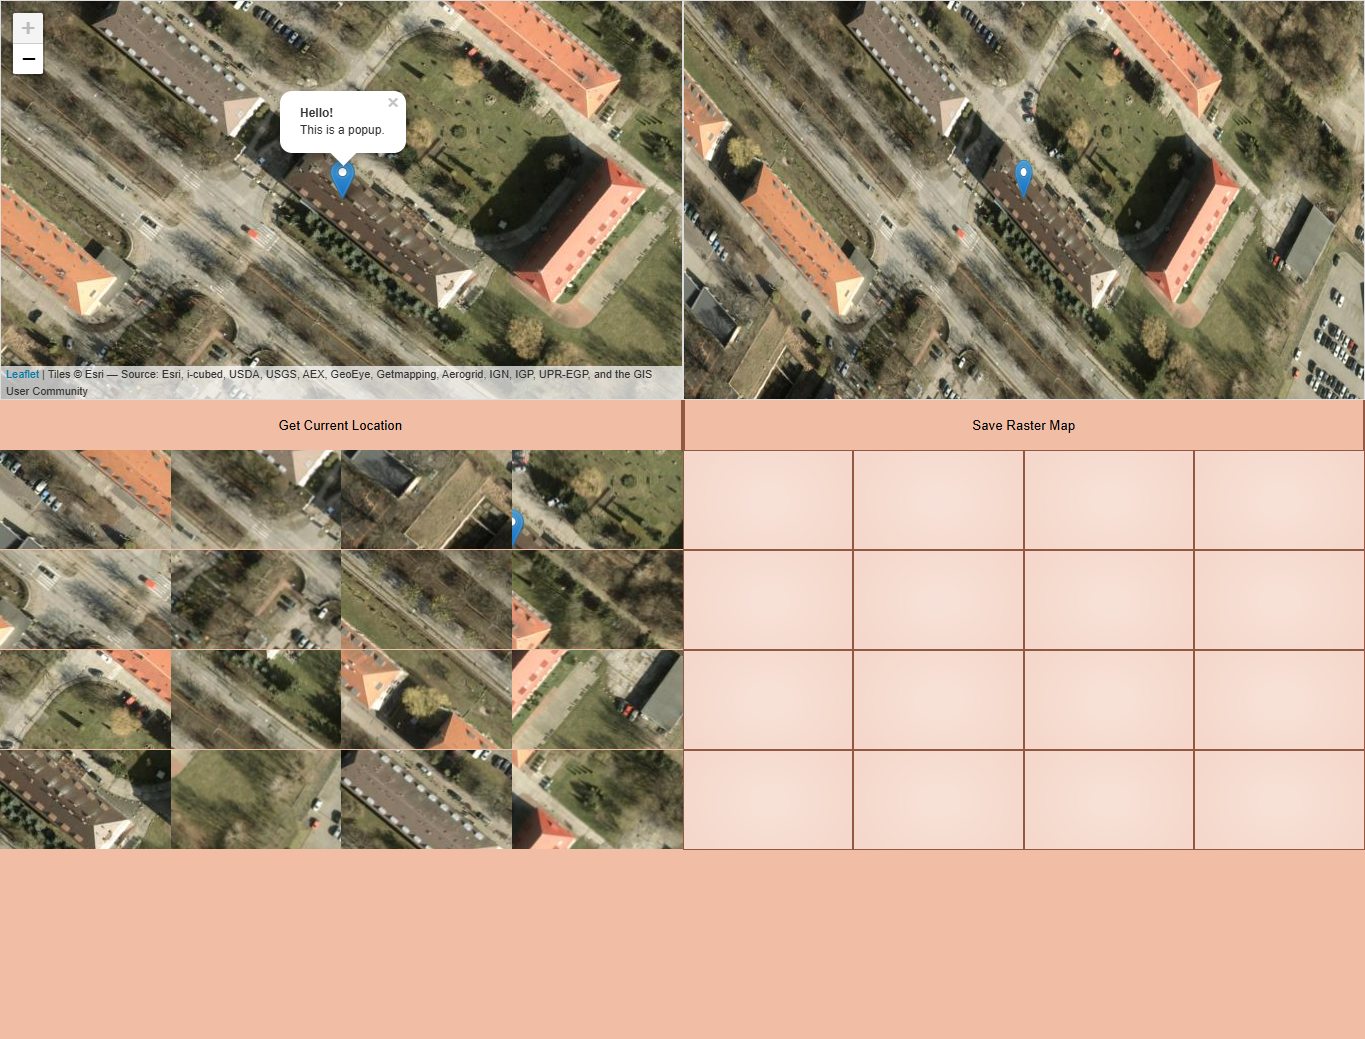 +
−
Hello!
×
This is a popup.
Leaflet | Tiles © Esri — Source: Esri, i-cubed, USDA, USGS, AEX, GeoEye, Getmapping, Aerogrid, IGN, IGP, UPR-EGP, and the GIS
User Community
Get Current Location
Save Raster Map